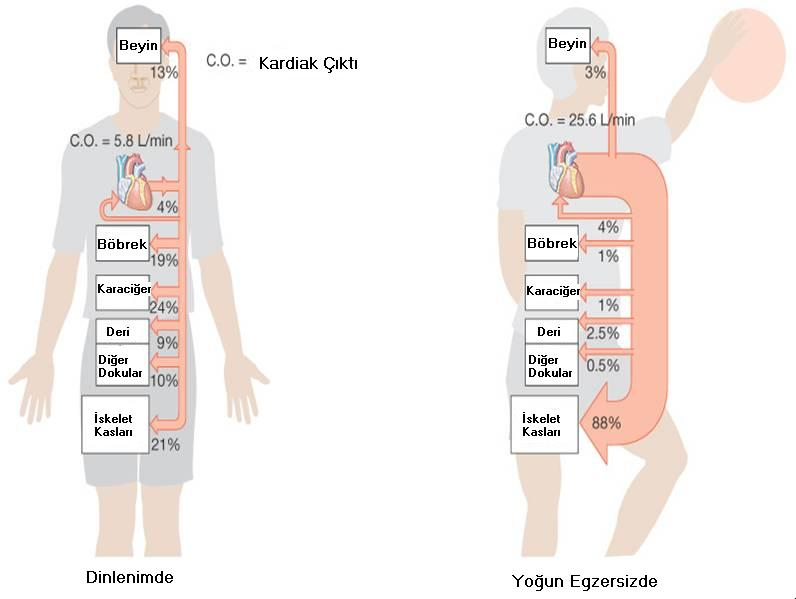 Beyin
13%
C.O. = Kardiak Çıktı
C.O. = 5.8 L/min
4%
Böbrek
19%
Karaciğer
24%
Deri
9%
Diğer
Dokular
10%
İskelet
Kasları
21%
Dinlenimde
Beyin
3%
C.O. = 25.6 L/min
4%
Böbrek
1%
Karaciğer
1%
Deri
2.5%
Diğer
Dokular
0.5%
İskelet
Kasları
88%
Yoğun Egzersizde